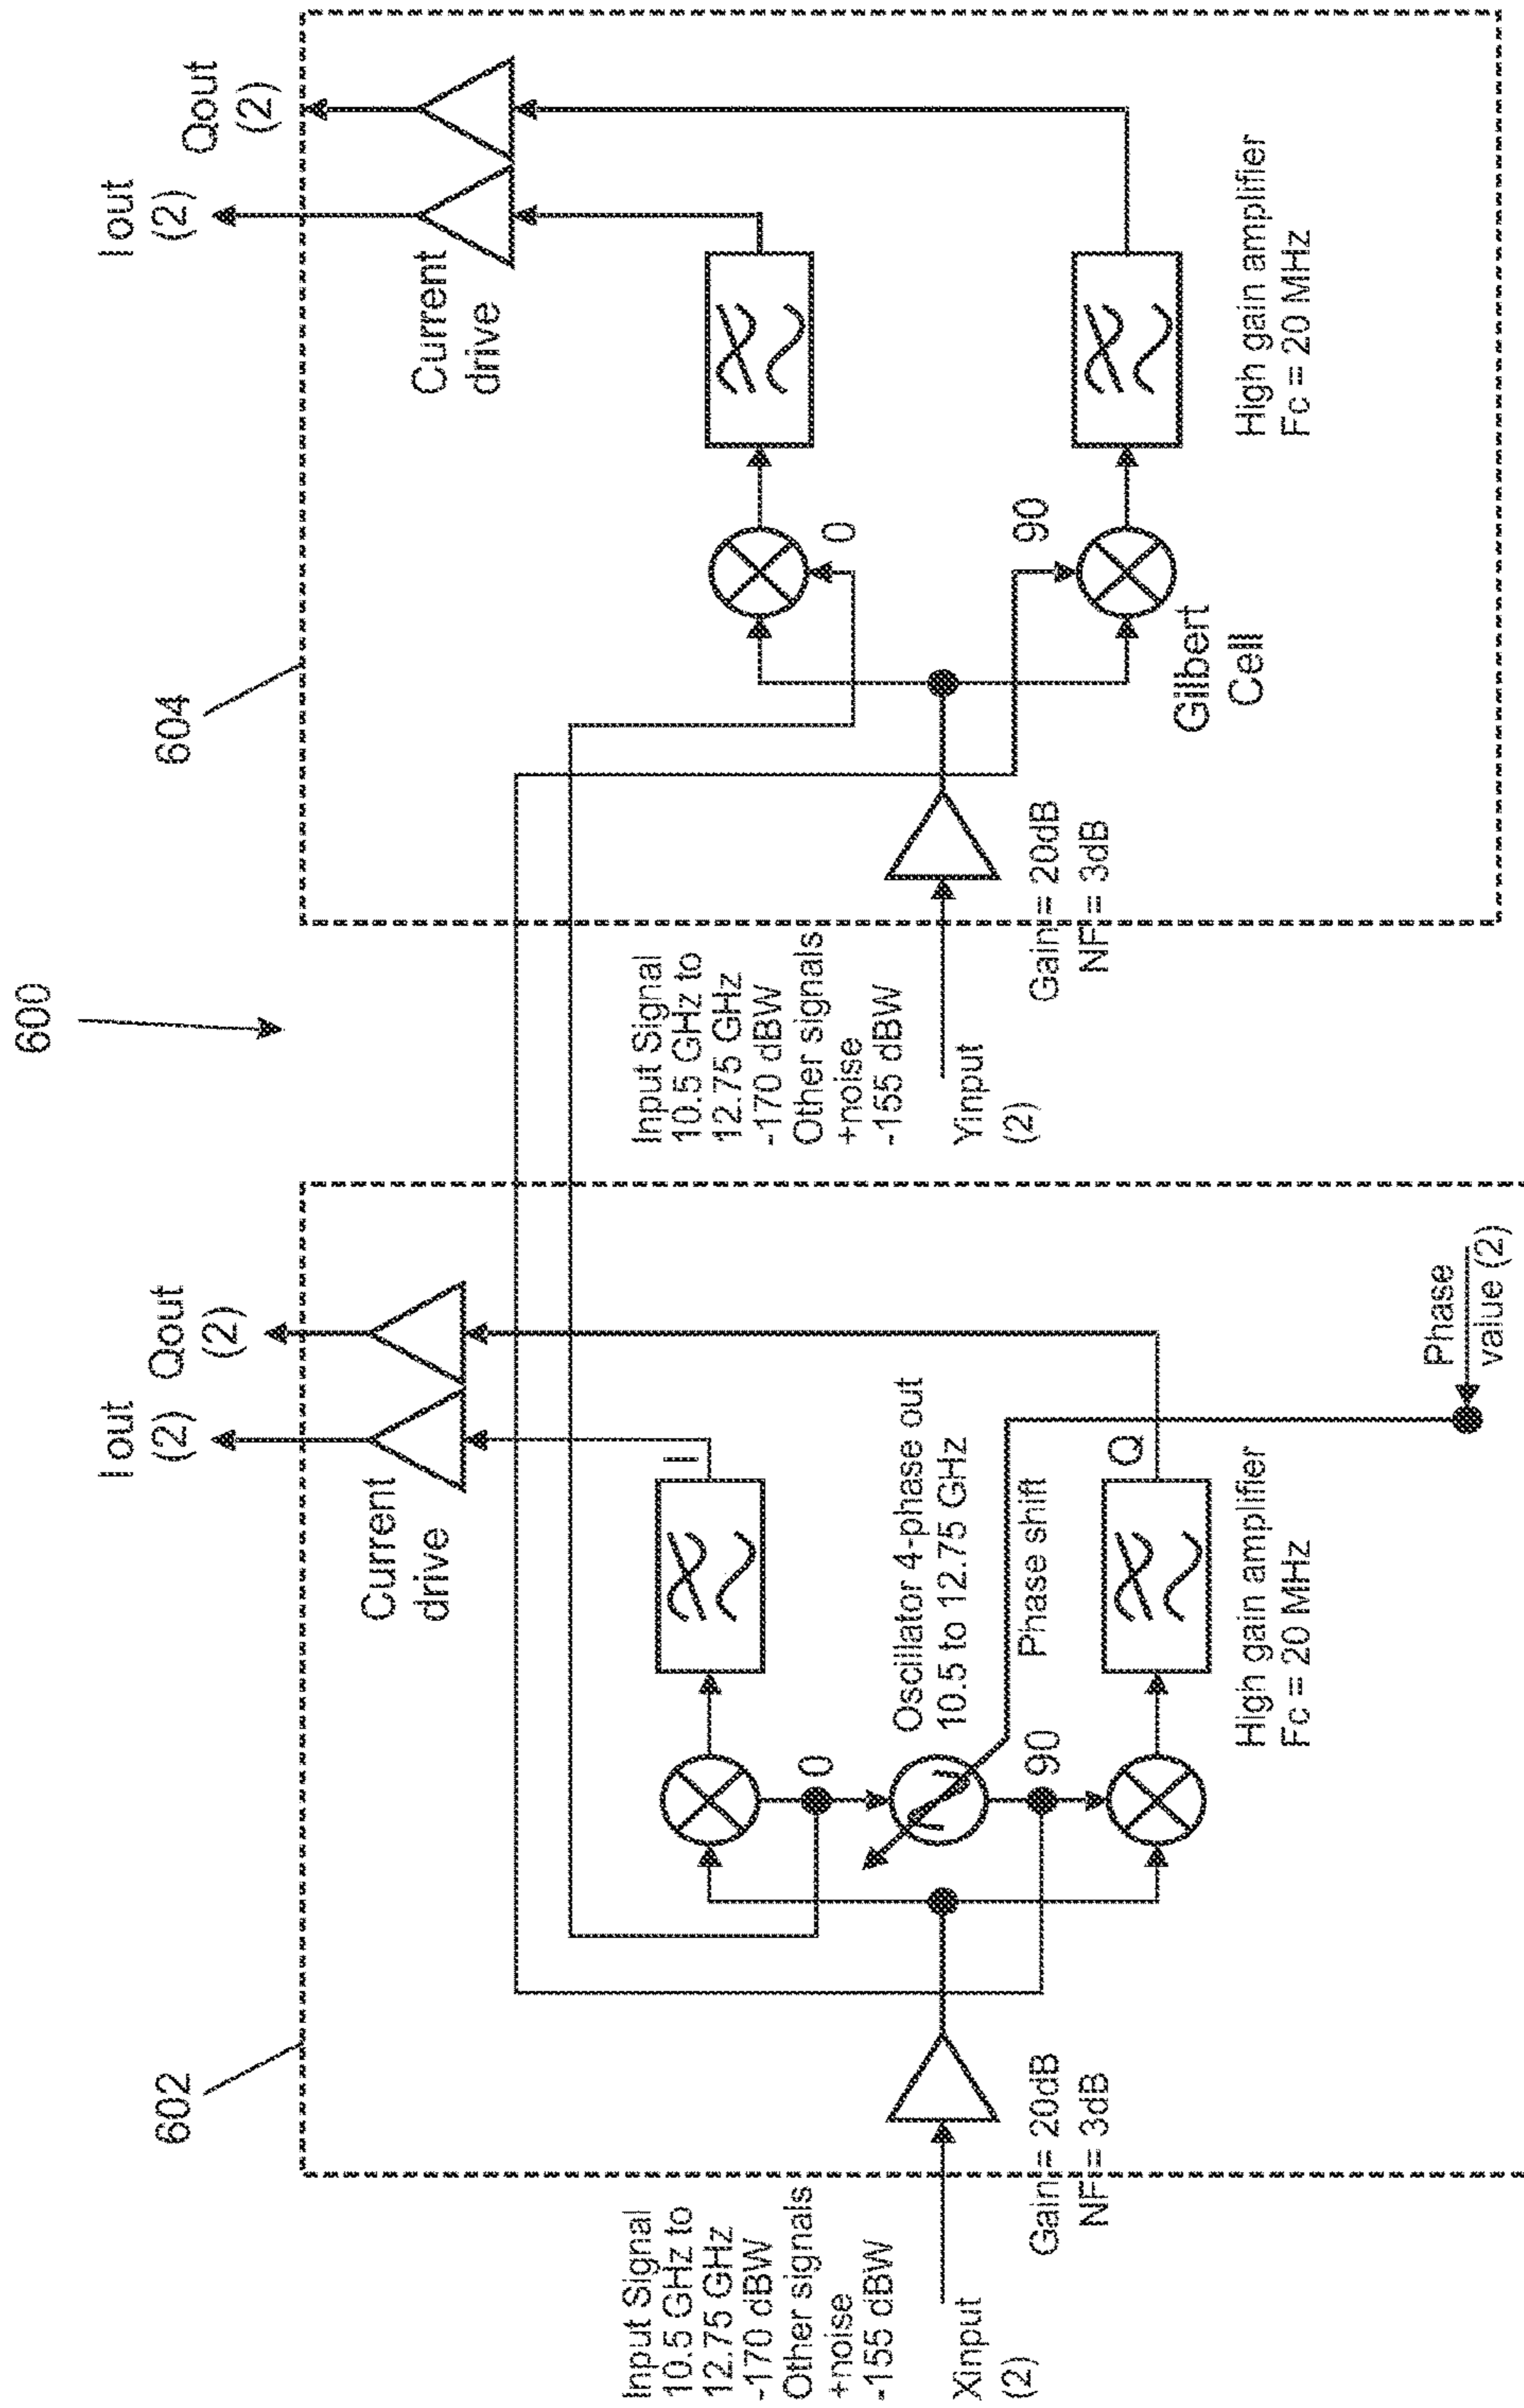 600
602
Iout
(2)
Qout
(2)
Current
drive
I
Input Signal
10.5 GHz to
12.75 GHz
-170 dBW
Other signals
+noise
-155 dBW
Xinput
(2)
Gain= 20dB
NF = 3dB
0
Oscillator 4-phase out
10.5 to 12.75 GHz
Phase shift
90
Q
High gain amplifier
Fc = 20 MHz
Phase
value (2)
604
Iout
(2)
Qout
(2)
Current
drive
Input Signal
10.5 GHz to
12.75 GHz
-170 dBW
Other signals
+noise
-155 dBW
Yinput
(2)
Gain= 20dB
NF = 3dB
0
90
Gilbert
Cell
High gain amplifier
Fc = 20 MHz